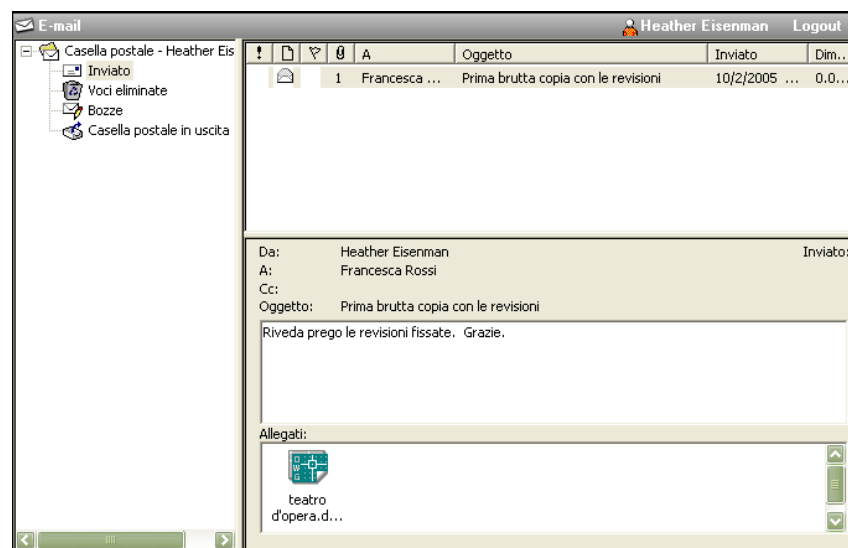 E-mail Heather Eisenman Logout
Casella postale - Heather Eis
Inviato
Voci eliminate
Bozze
Casella postale in uscita
! A Oggetto Inviato Dim..
1 Francesca ... Prima brutta copia con le revisioni 10/2/2005 ... 0.0...
Da: Heather Eisenman Inviato:
A: Francesca Rossi
Cc:
Oggetto: Prima brutta copia con le revisioni
Riveda prego le revisioni fissate. Grazie.
Allegati:
DWG
teatro
d'opera.d...